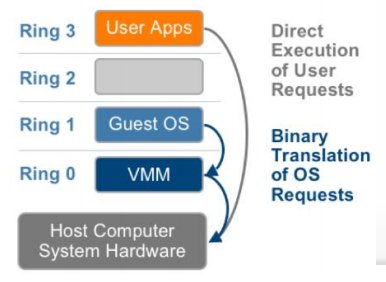 Ring 3
User Apps
Direct
Execution
of User
Requests
Ring 2
Ring 1
Guest OS
Binary
Translation
of OS
Requests
Ring 0
VMM
Host Computer
System Hardware